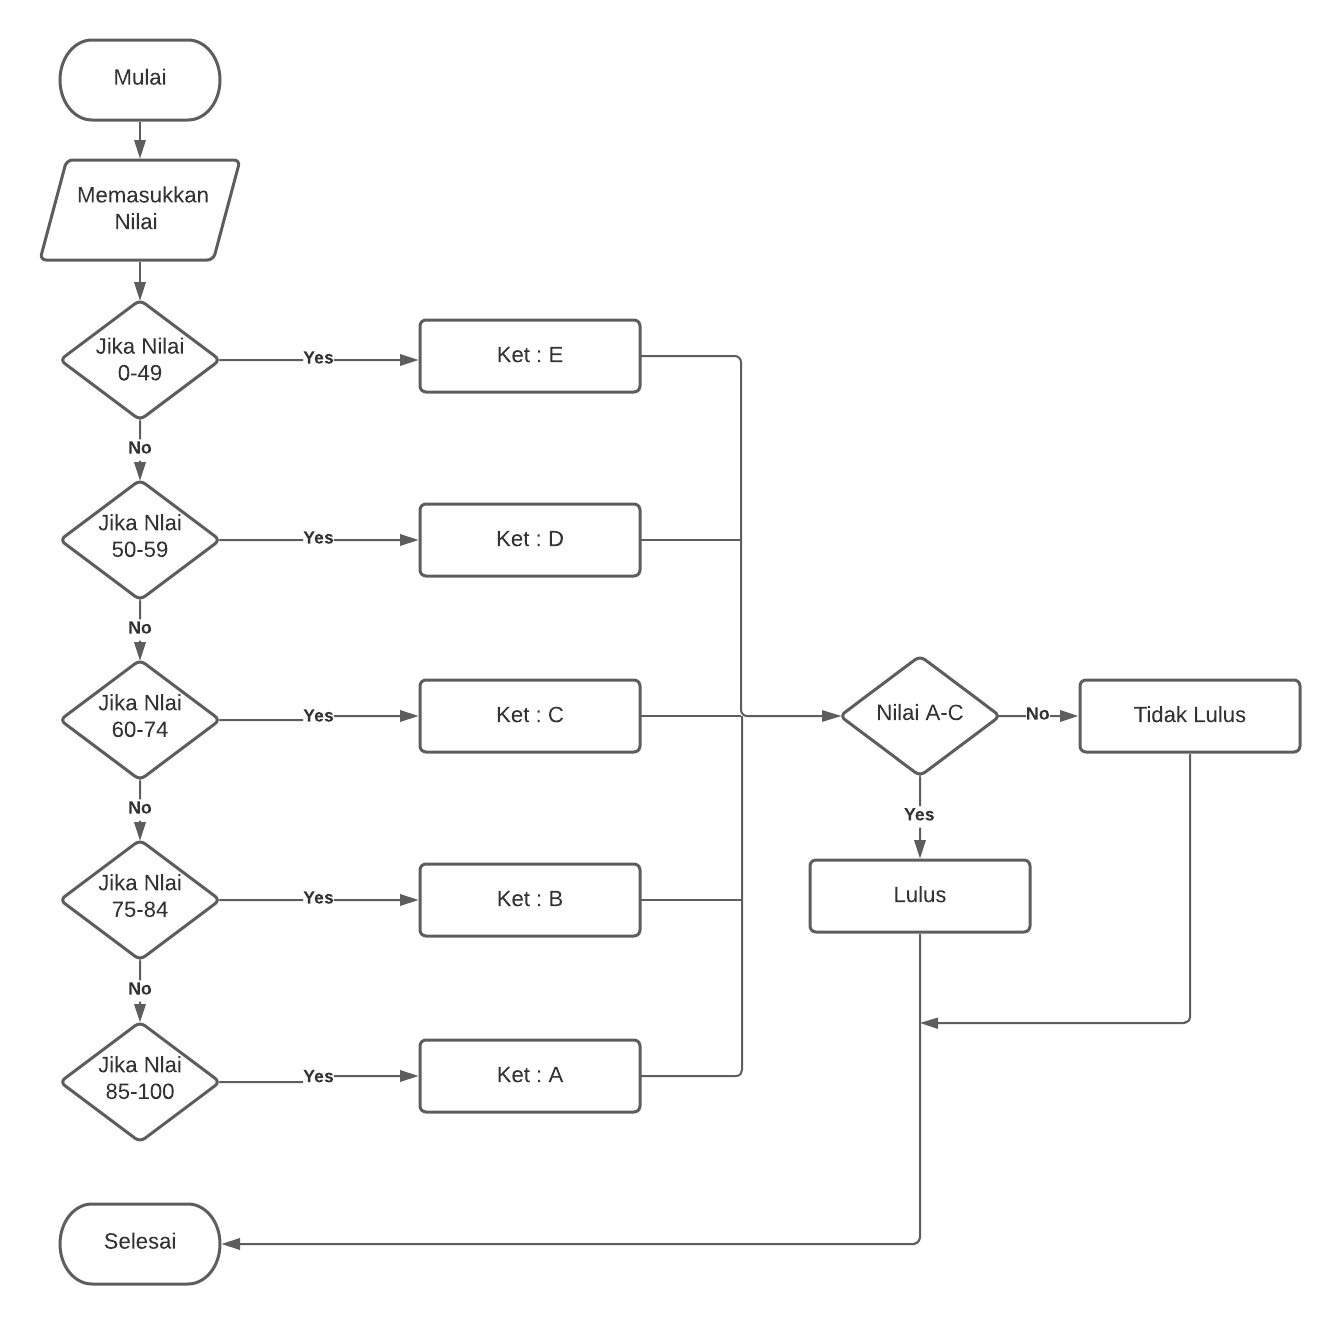 Mulai
Memasukkan
Nilai
Jika Nilai
0-49
Yes
Ket : E
No
Jika Nlai
50-59
Yes
Ket : D
No
Jika Nlai
60-74
Yes
Ket : C
Nilai A-C
No
Tidak Lulus
Yes
Lulus
No
Jika Nlai
75-84
Yes
Ket : B
No
Jika Nlai
85-100
Yes
Ket : A
Selesai